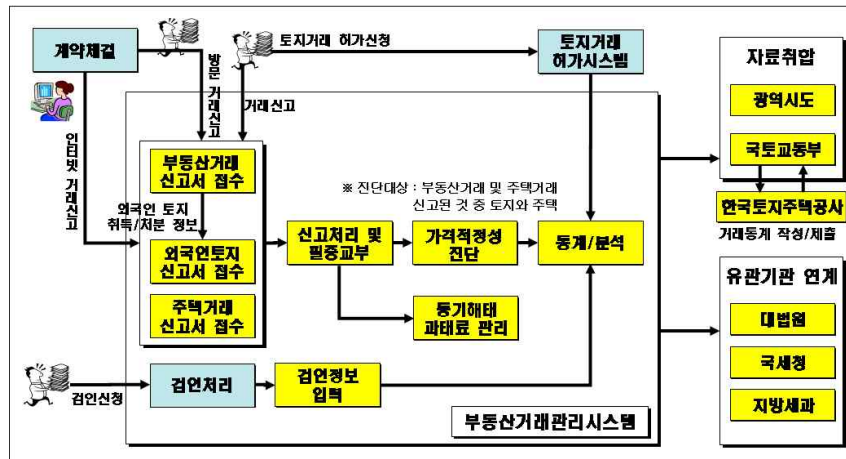 계약체결
방문 거래신고
토지거래 허가신청
토지거래
허가시스템
거래신고
인터넷 거래신고
부동산거래
신고서 접수
외국인 토지
취득/처분 정보
외국인토지
신고서 접수
주택거래
신고서 접수
※ 진단대상 : 부동산거래 및 주택거래
신고된 것 중 토지와 주택
신고처리 및
필증교부
가격적정성
진단
통계/분석
등기해태
과태료 관리
검인신청
검인처리
검인정보
입력
부동산거래관리시스템
자료취합
광역시도
국토교통부
한국토지주택공사
거래통계 작성/제출
유관기관 연계
대법원
국세청
지방세과